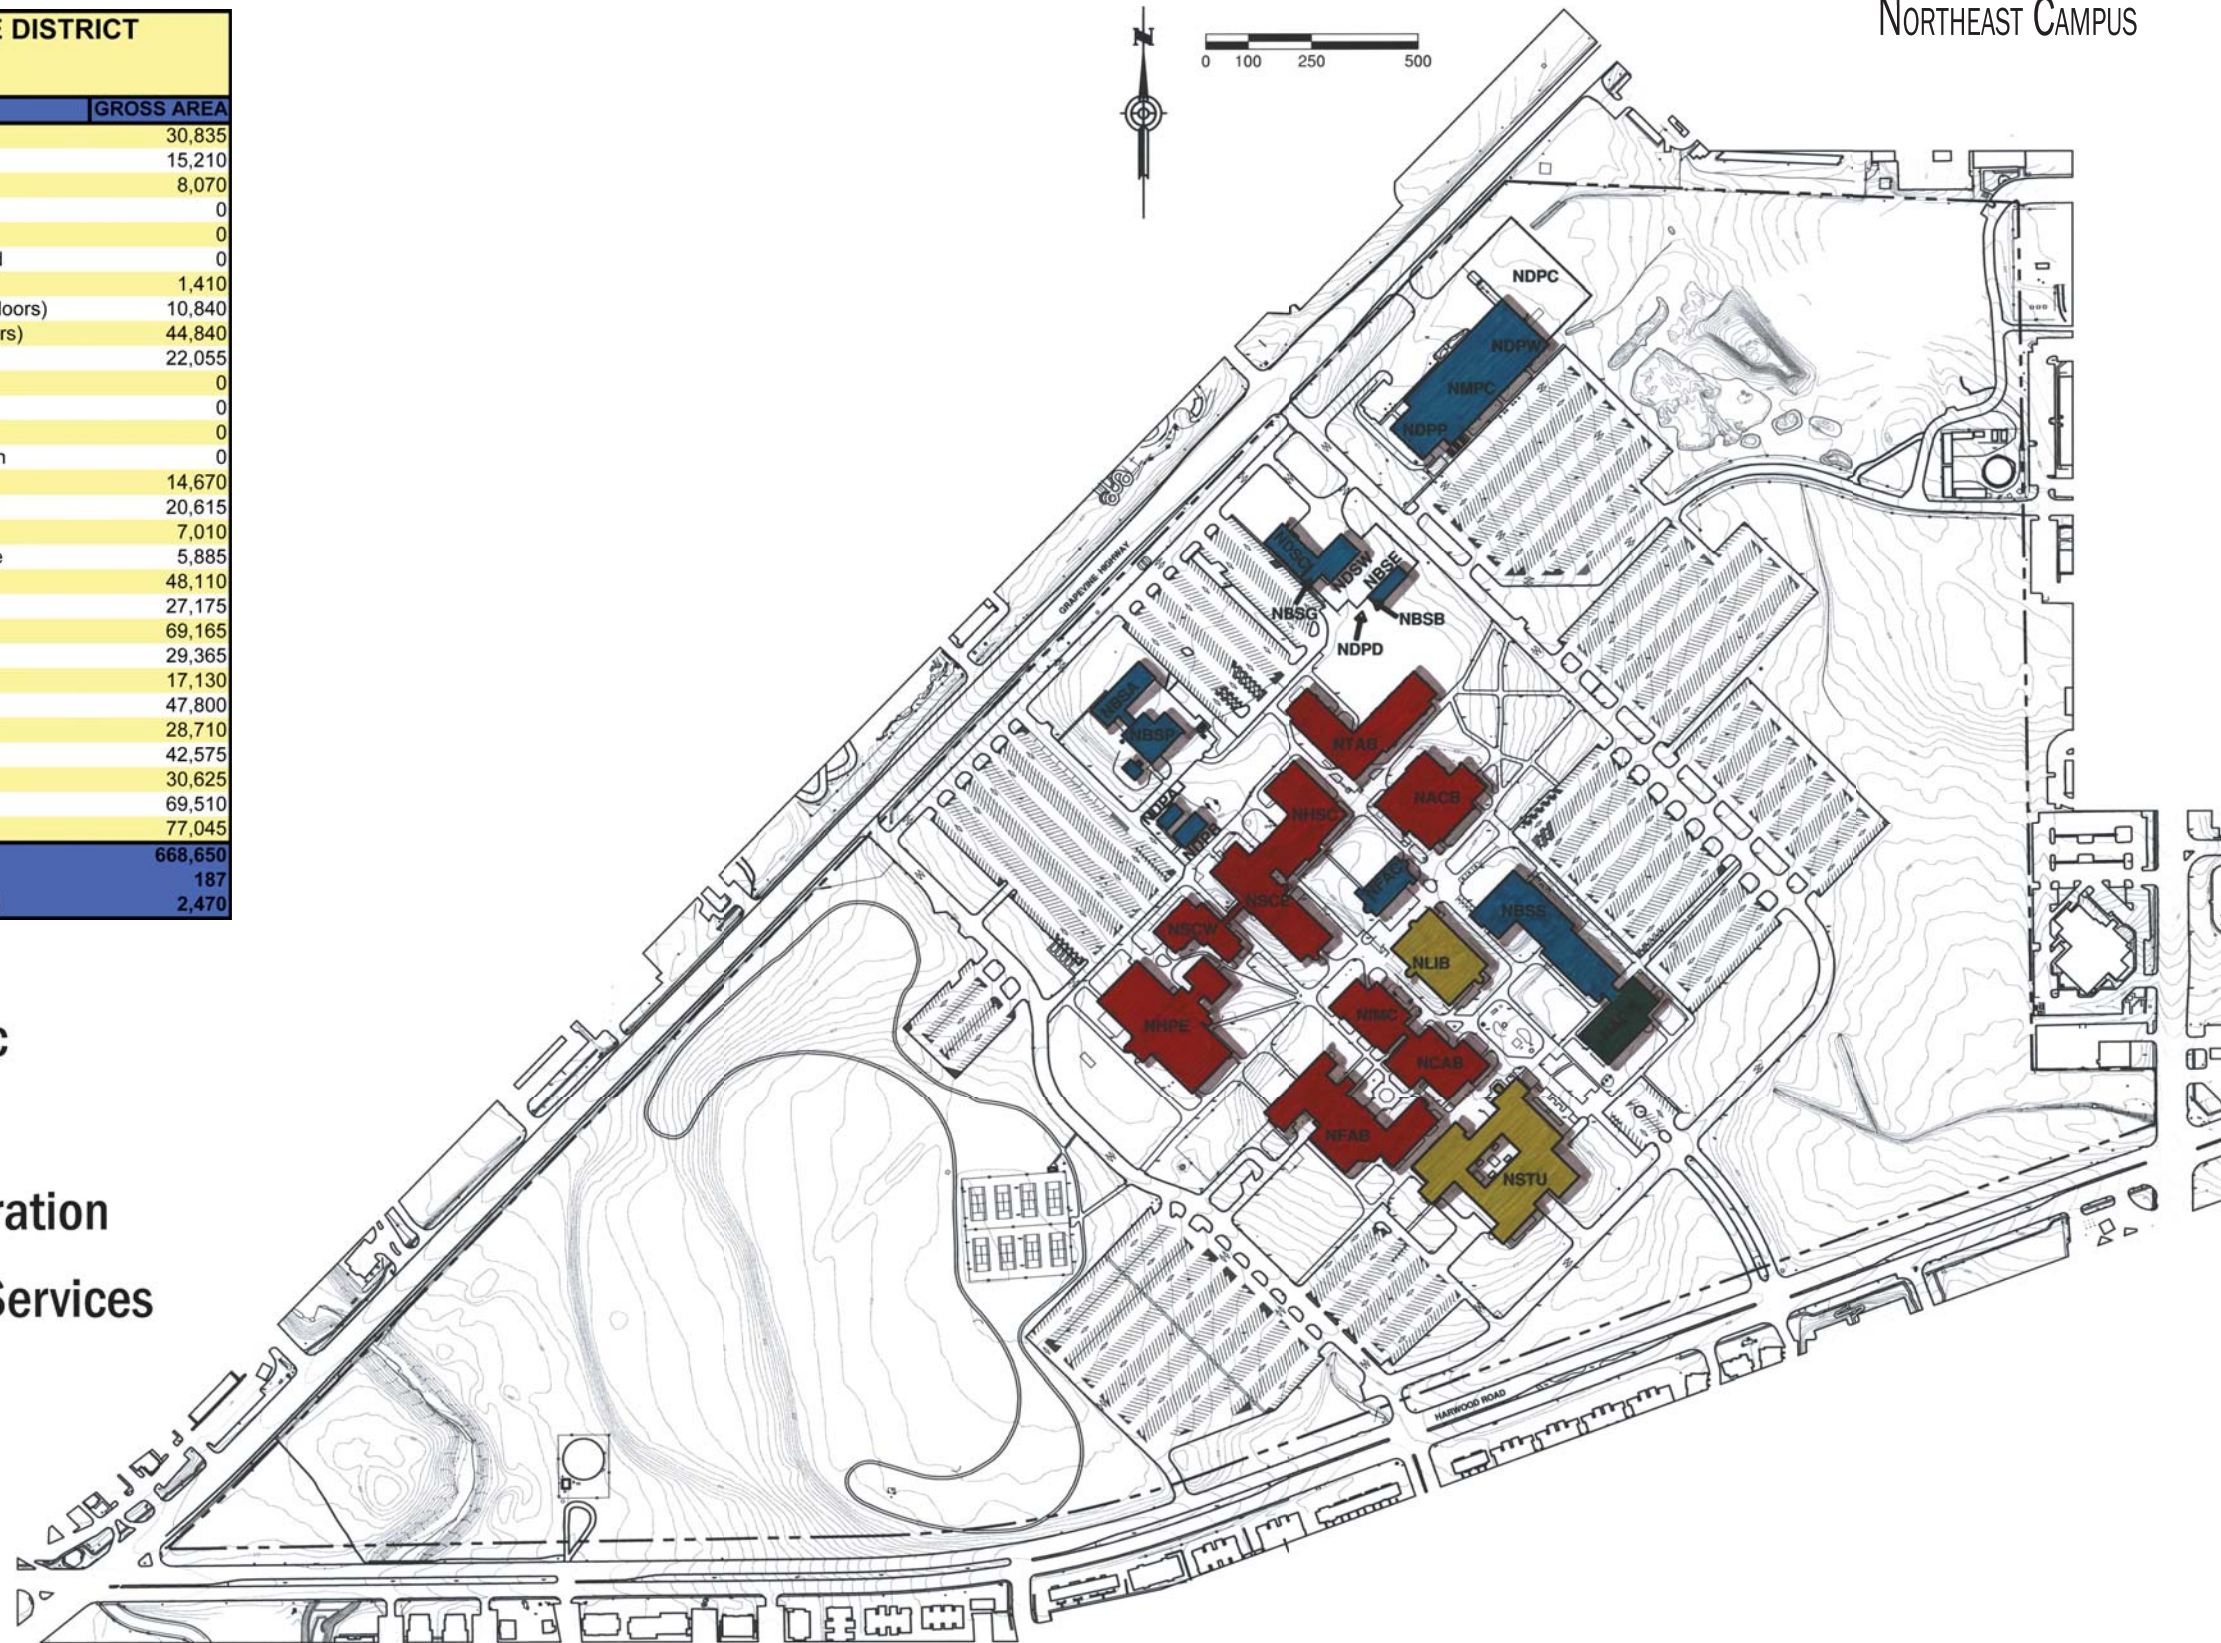 NORTHEAST CAMPUS
E DISTRICT
GROSS AREA
30,835
15,210
8,070
0
0
0
1,410
loors) 10,840
rs) 44,840
22,055
0
0
0
n 0
14,670
20,615
7,010
e 5,885
48,110
27,175
69,165
29,365
17,130
47,800
28,710
42,575
30,625
69,510
77,045
668,650
187
2,470
c
ration
Services
N
0 100 250 500
NDPC
NDPW
NMPC
NDPP
NDSC
NDSW
NBSE
NBSG
NBSB
NDPD
GRAPEVINE HIGHWAY
NBSA
NBSP
NTAB
NDPA
NDPB
NHSC
NACB
NFAC
NSCE
NSCW
NBSS
NLIB
NHPE
NIMC
NCAB
NFAB
NSTU
HARWOOD ROAD